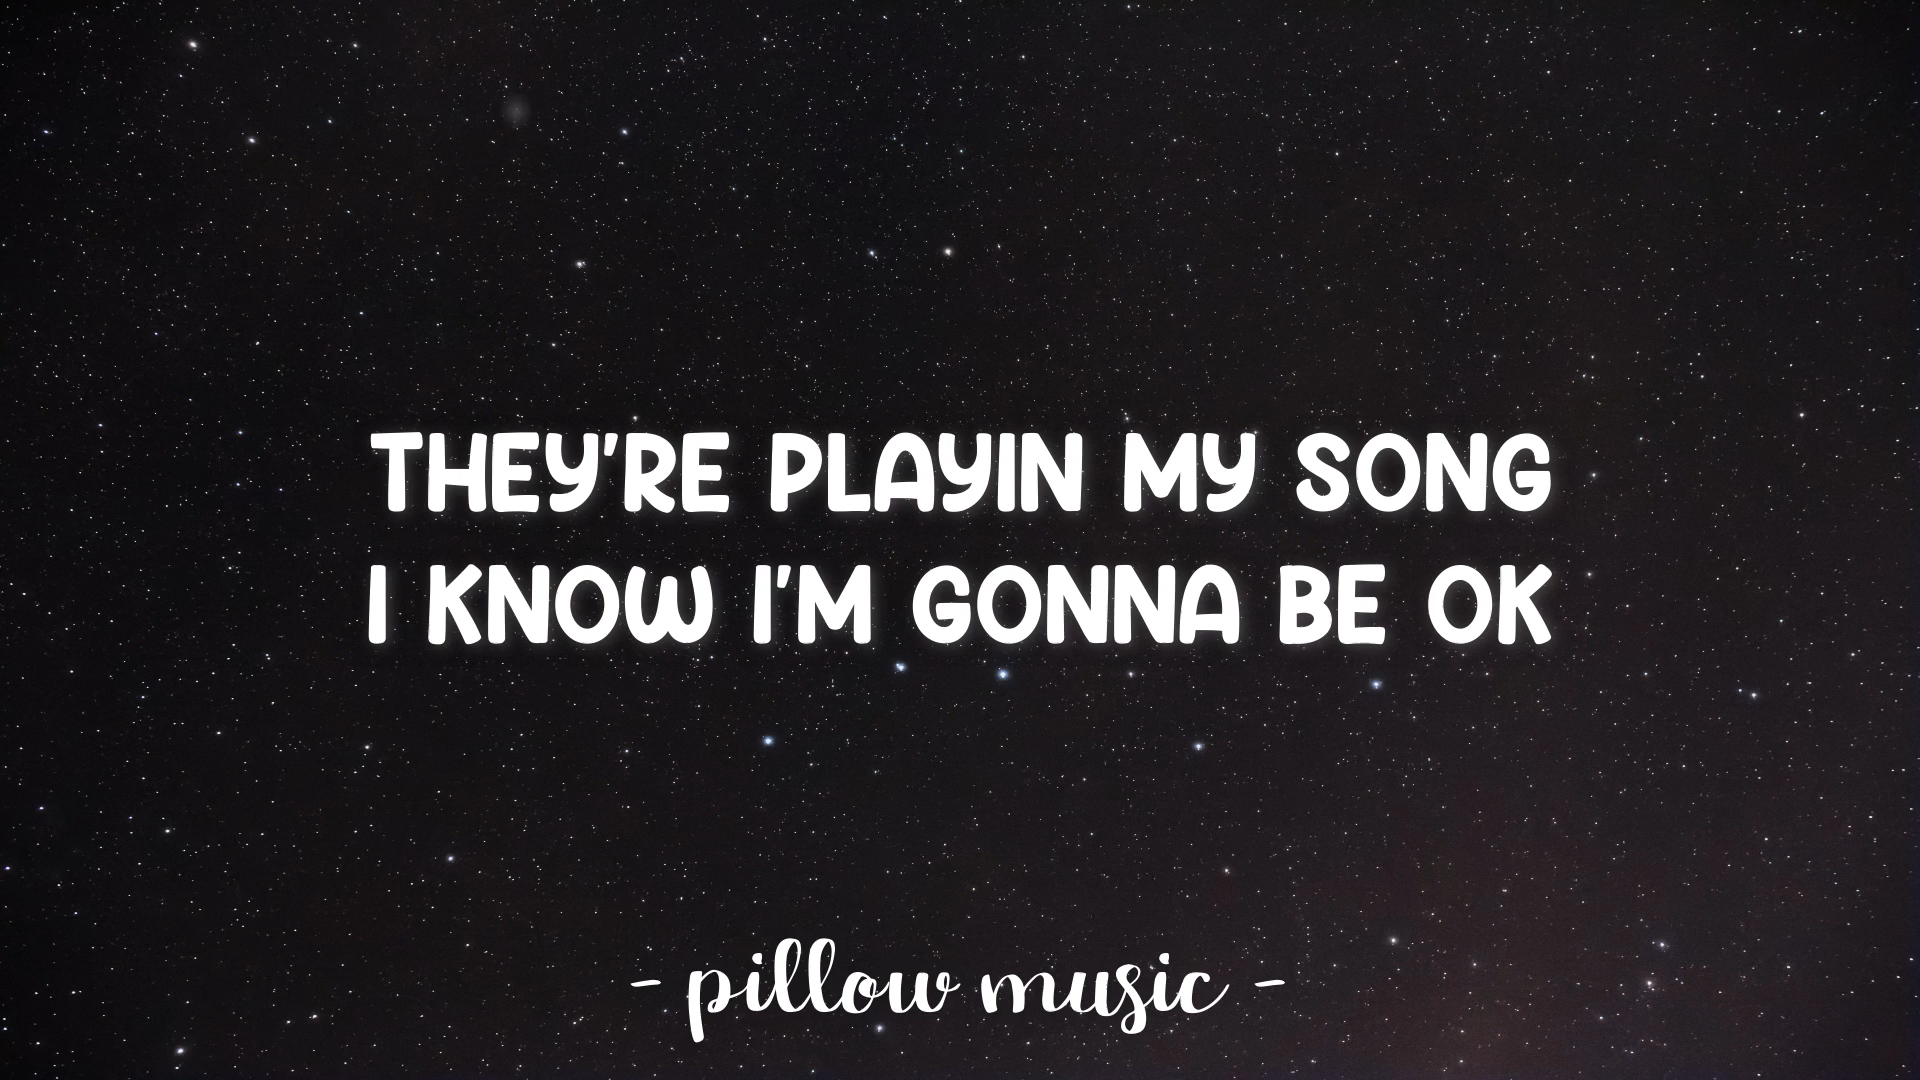 THEY'RE PLAYIN MY SONG
I KNOW I'M GONNA BE OK
- pillow music -